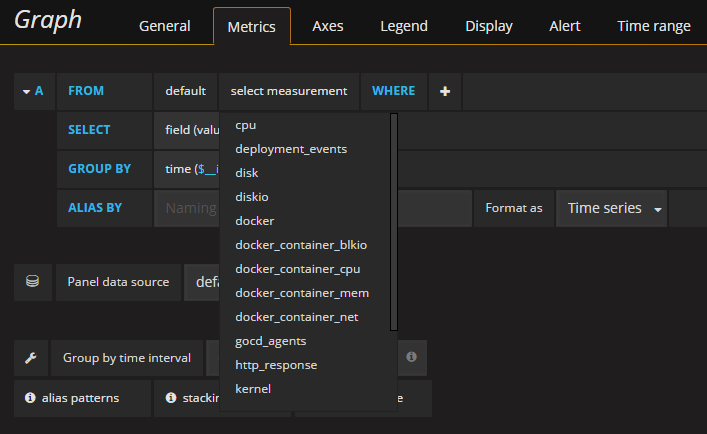 Graph General Metrics Axes Legend Display Alert Time range
A FROM default select measurement WHERE
SELECT field (valu
GROUP BY time ($__i
ALIAS BY Naming Format as Time series
cpu
deployment_events
disk
diskio
docker
docker_container_blkio
docker_container_cpu
docker_container_mem
docker_container_net
gocd_agents
http_response
kernel
Panel data source defa
Group by time interval
alias patterns stackin e